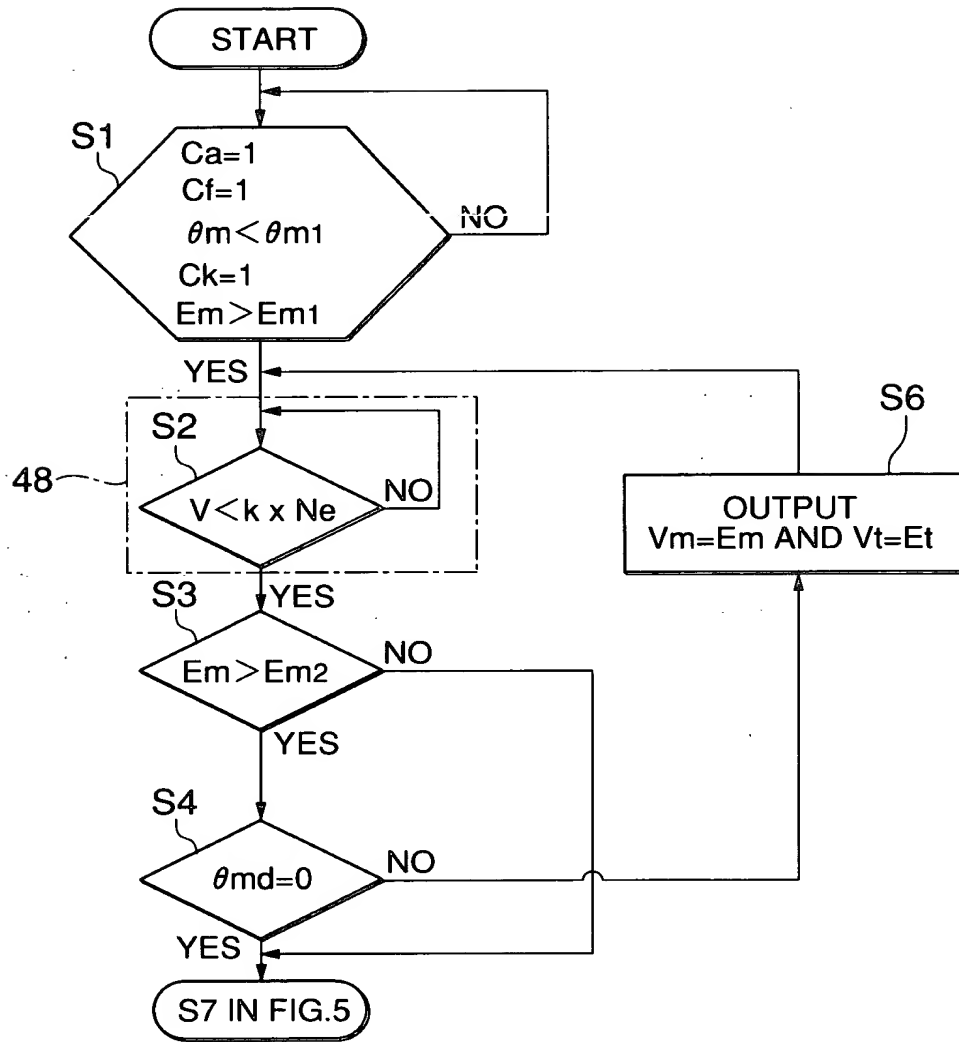 START
S1
Ca=1
Cf=1
θm<θm1
Ck=1
Em>Em1
NO
YES
S2
48
V<k x Ne
NO
YES
S6
OUTPUT
Vm=Em AND Vt=Et
S3
Em>Em2
NO
YES
S4
θmd=0
NO
YES
S7 IN FIG.5